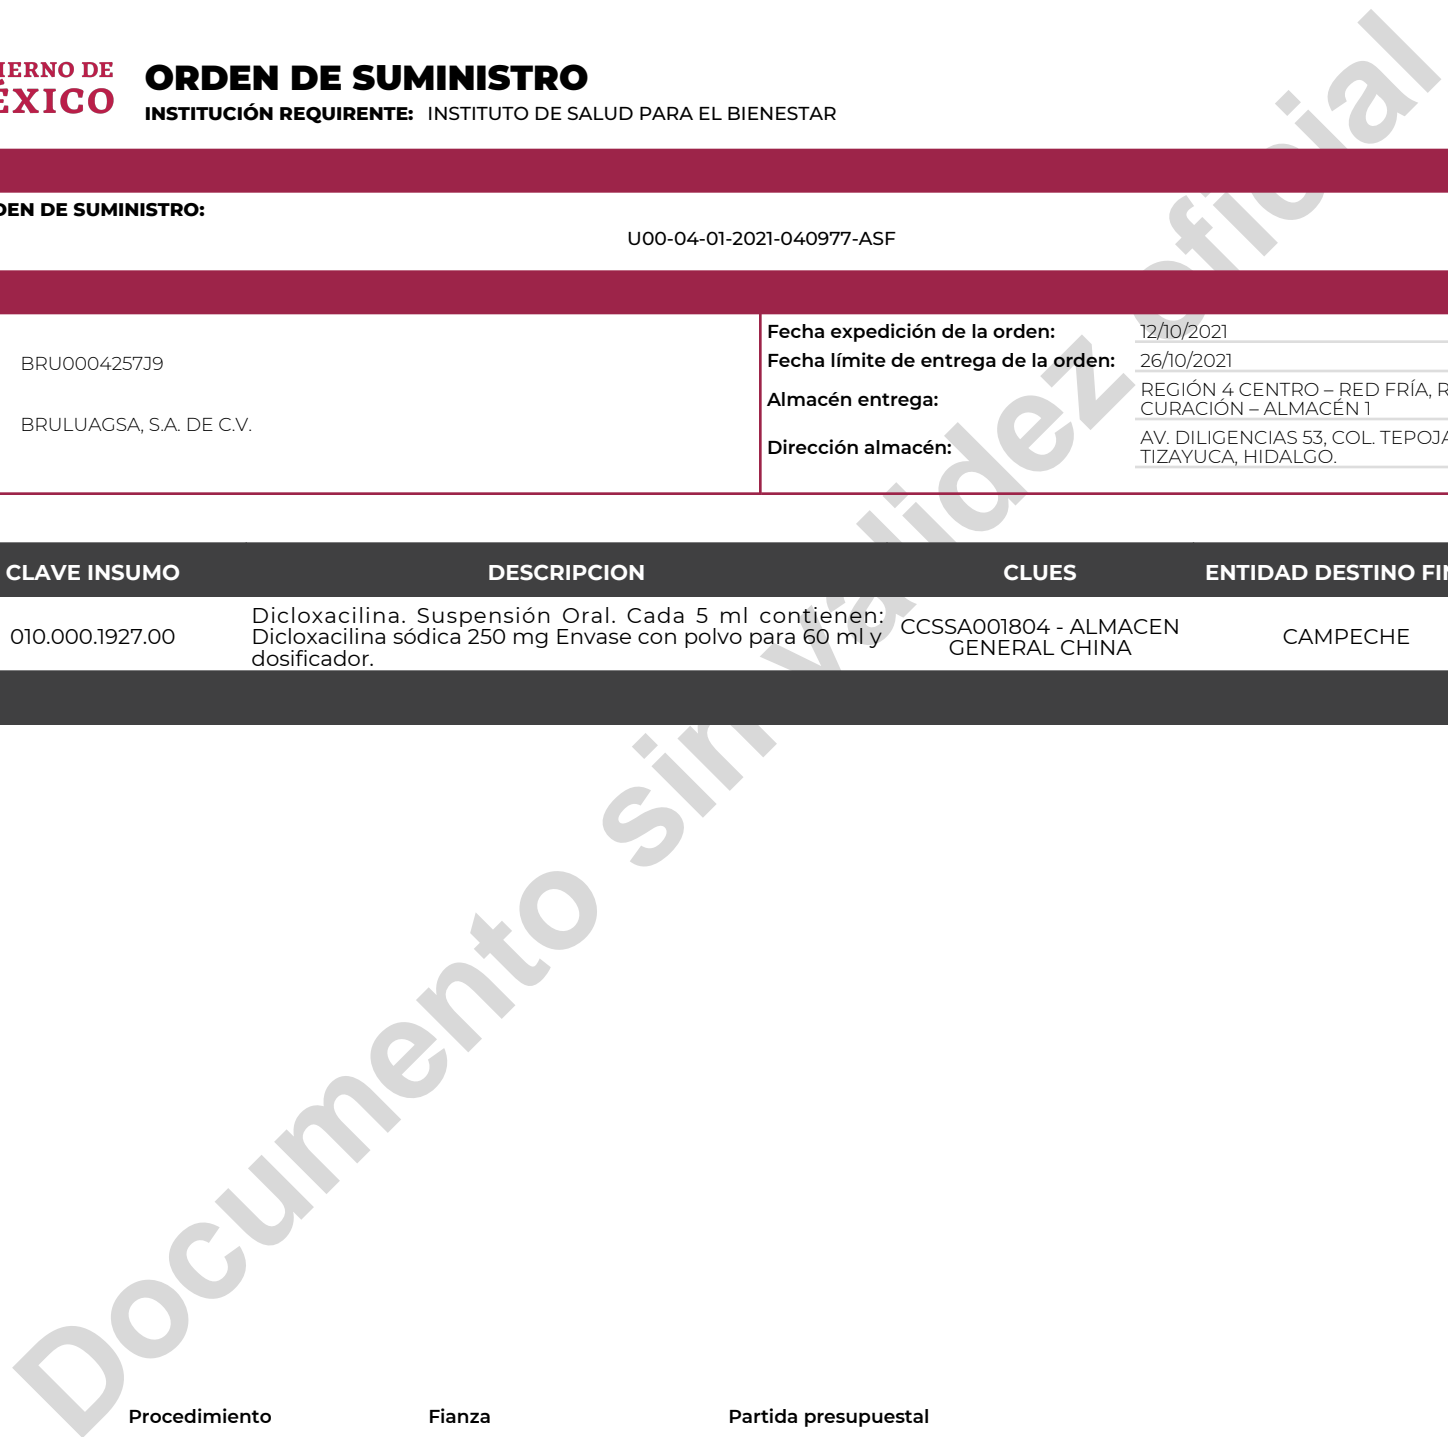 IERNO DE
ÉXICO
ORDEN DE SUMINISTRO
INSTITUCIÓN REQUIRENTE: INSTITUTO DE SALUD PARA EL BIENESTAR
DEN DE SUMINISTRO:
U00-04-01-2021-040977-ASF
BRU0004257J9
BRULUAGSA, S.A. DE C.V.
Fecha expedición de la orden: 12/10/2021
Fecha límite de entrega de la orden: 26/10/2021
Almacén entrega: REGIÓN 4 CENTRO – RED FRÍA, R
CURACIÓN – ALMACÉN 1
Dirección almacén: AV. DILIGENCIAS 53, COL. TEPOJA
TIZAYUCA, HIDALGO.
CLAVE INSUMO DESCRIPCION CLUES ENTIDAD DESTINO FIN
010.000.1927.00
Dicloxacilina. Suspensión Oral. Cada 5 ml contienen:
Dicloxacilina sódica 250 mg Envase con polvo para 60 ml y
dosificador.
CCSSA001804 - ALMACEN
GENERAL CHINA
CAMPECHE
Documento sin validez oficial
Procedimiento Fianza Partida presupuestal